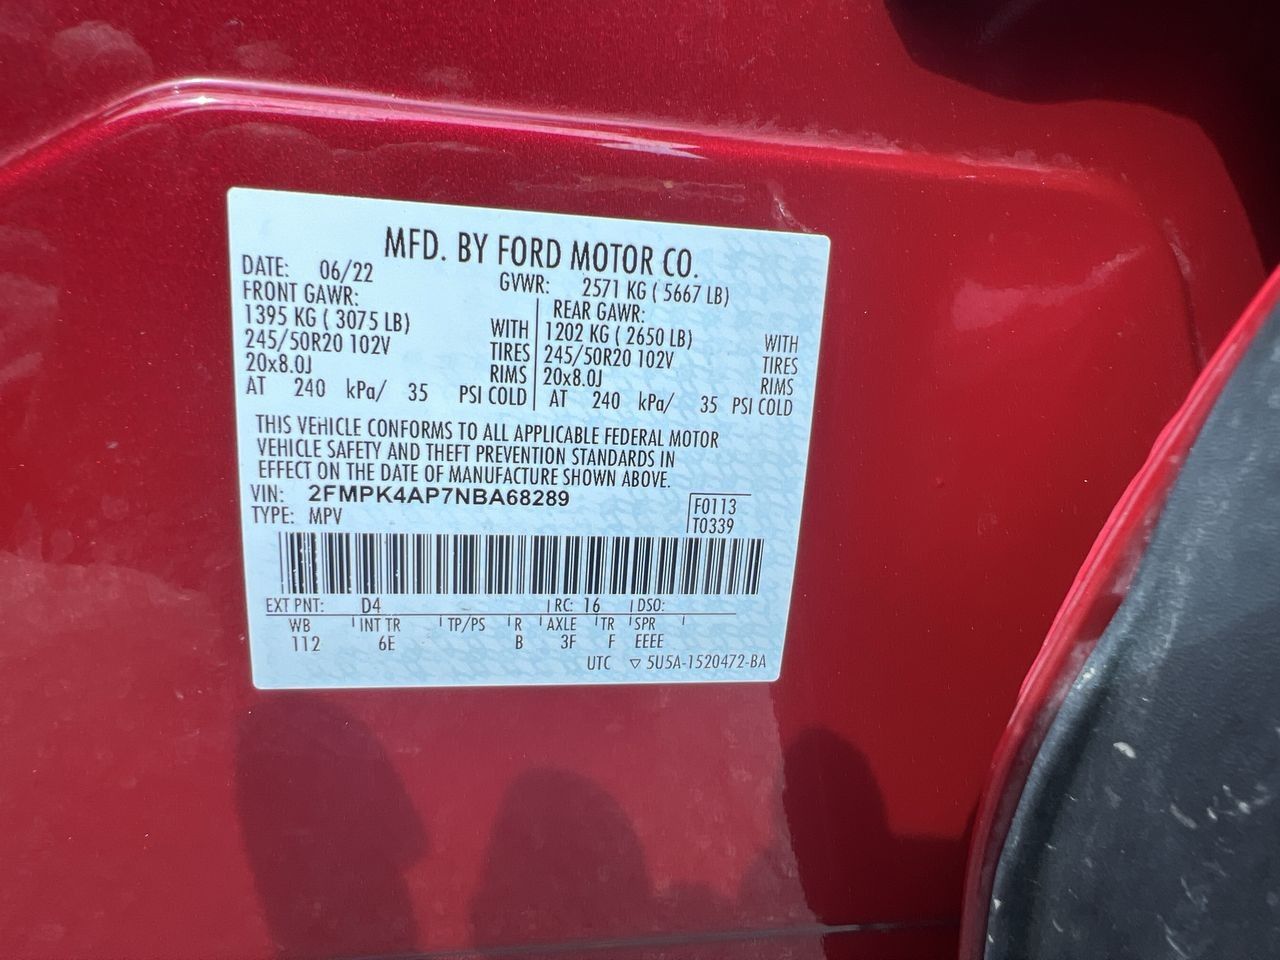 MFD. BY FORD MOTOR CO.
DATE: 06/22 GVWR: 2571 KG ( 5667 LB)
FRONT GAWR: REAR GAWR:
1395 KG ( 3075 LB) WITH 1202 KG ( 2650 LB) WITH
245/50R20 102V TIRES 245/50R20 102V TIRES
20x8.0J RIMS 20x8.0J RIMS
AT 240 kPa/ 35 PSI COLD AT 240 kPa/ 35 PSI COLD
THIS VEHICLE CONFORMS TO ALL APPLICABLE FEDERAL MOTOR
VEHICLE SAFETY AND THEFT PREVENTION STANDARDS IN
EFFECT ON THE DATE OF MANUFACTURE SHOWN ABOVE.
VIN: 2FMPK4AP7NBA68289 F0113
TYPE: MPV T0339
EXT PNT: D4 RC: 16 DSO:
WB INT TR TP/PS R AXLE TR SPR
112 6E B 3F F EEEE
UTC ▽ 5U5A-1520472-BA